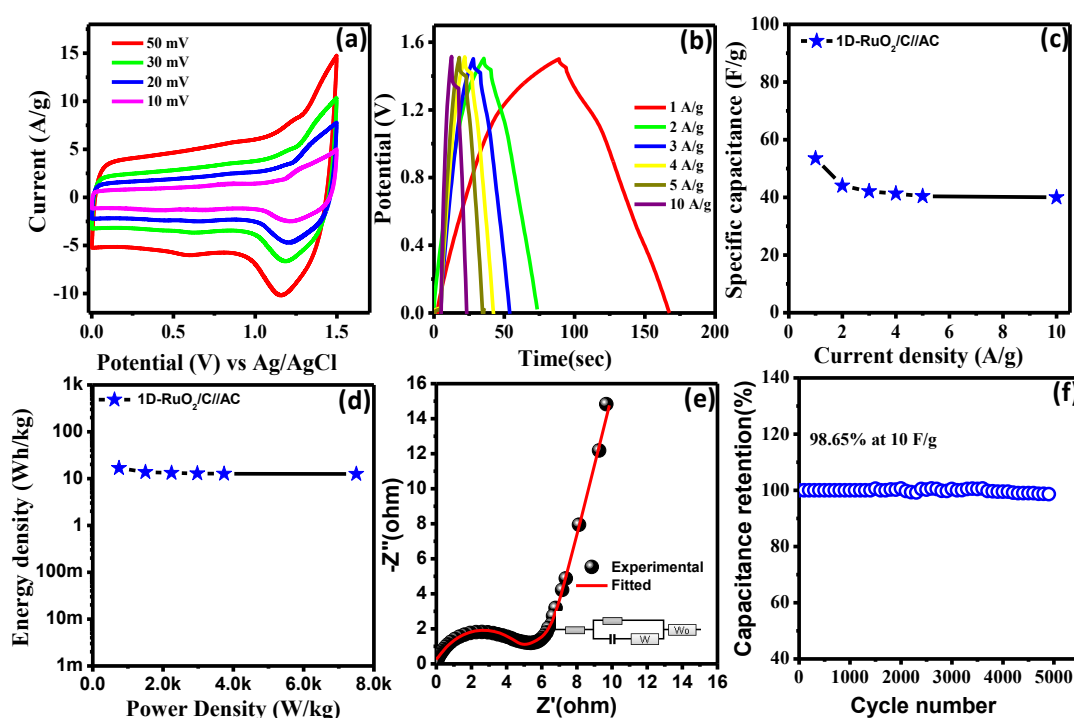 (a)
50 mV
30 mV
20 mV
10 mV
15
10
5
0
-5
-10
Current (A/g)
0.0
0.5
1.0
1.5
Potential (V) vs Ag/AgCl
(b)
1.6
1.2
0.8
0.4
0.0
Potential (V)
1 A/g
2 A/g
3 A/g
4 A/g
5 A/g
10 A/g
0
50
100
150
200
Time(sec)
(c)
1D-RuO2/C//AC
100
80
60
40
20
0
Specific capacitance (F/g)
2
4
6
8
10
Current density (A/g)
(d)
1D-RuO2/C//AC
1k
100
10
1
100m
10m
1m
Energy density (Wh/kg)
0.0
2.0k
4.0k
6.0k
8.0k
Power Density (W/kg)
(e)
16
14
12
10
8
6
4
2
0
-Z''(ohm)
Experimental
Fitted
W
Wo
0
2
4
6
8
10
12
14
16
Z'(ohm)
(f)
140
120
100
80
60
40
Capacitance retention(%)
98.65% at 10 F/g
0
1000
2000
3000
4000
5000
Cycle number